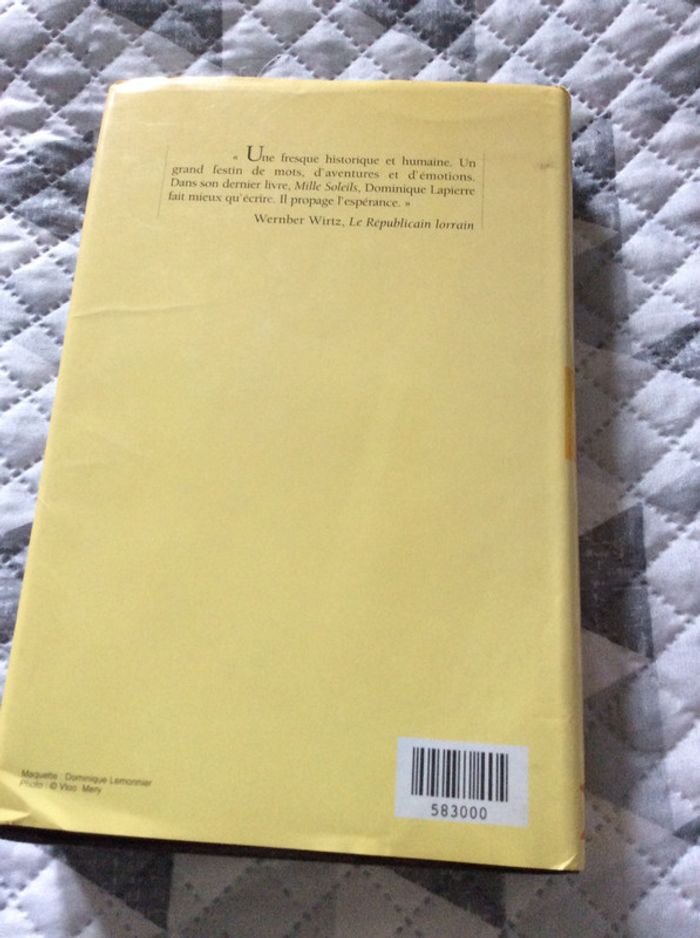 « Une fresque historique et humaine. Un
grand festin de mots, d'aventures et d'émotions.
Dans son dernier livre, Mille Soleils, Dominique Lapierre
fait mieux qu'écrire. Il propage l'espérance. »
Wernber Wirtz, Le Républicain lorrain
Maquette : Dominique Lemonnier
Photo : © Vloo Mery
583000